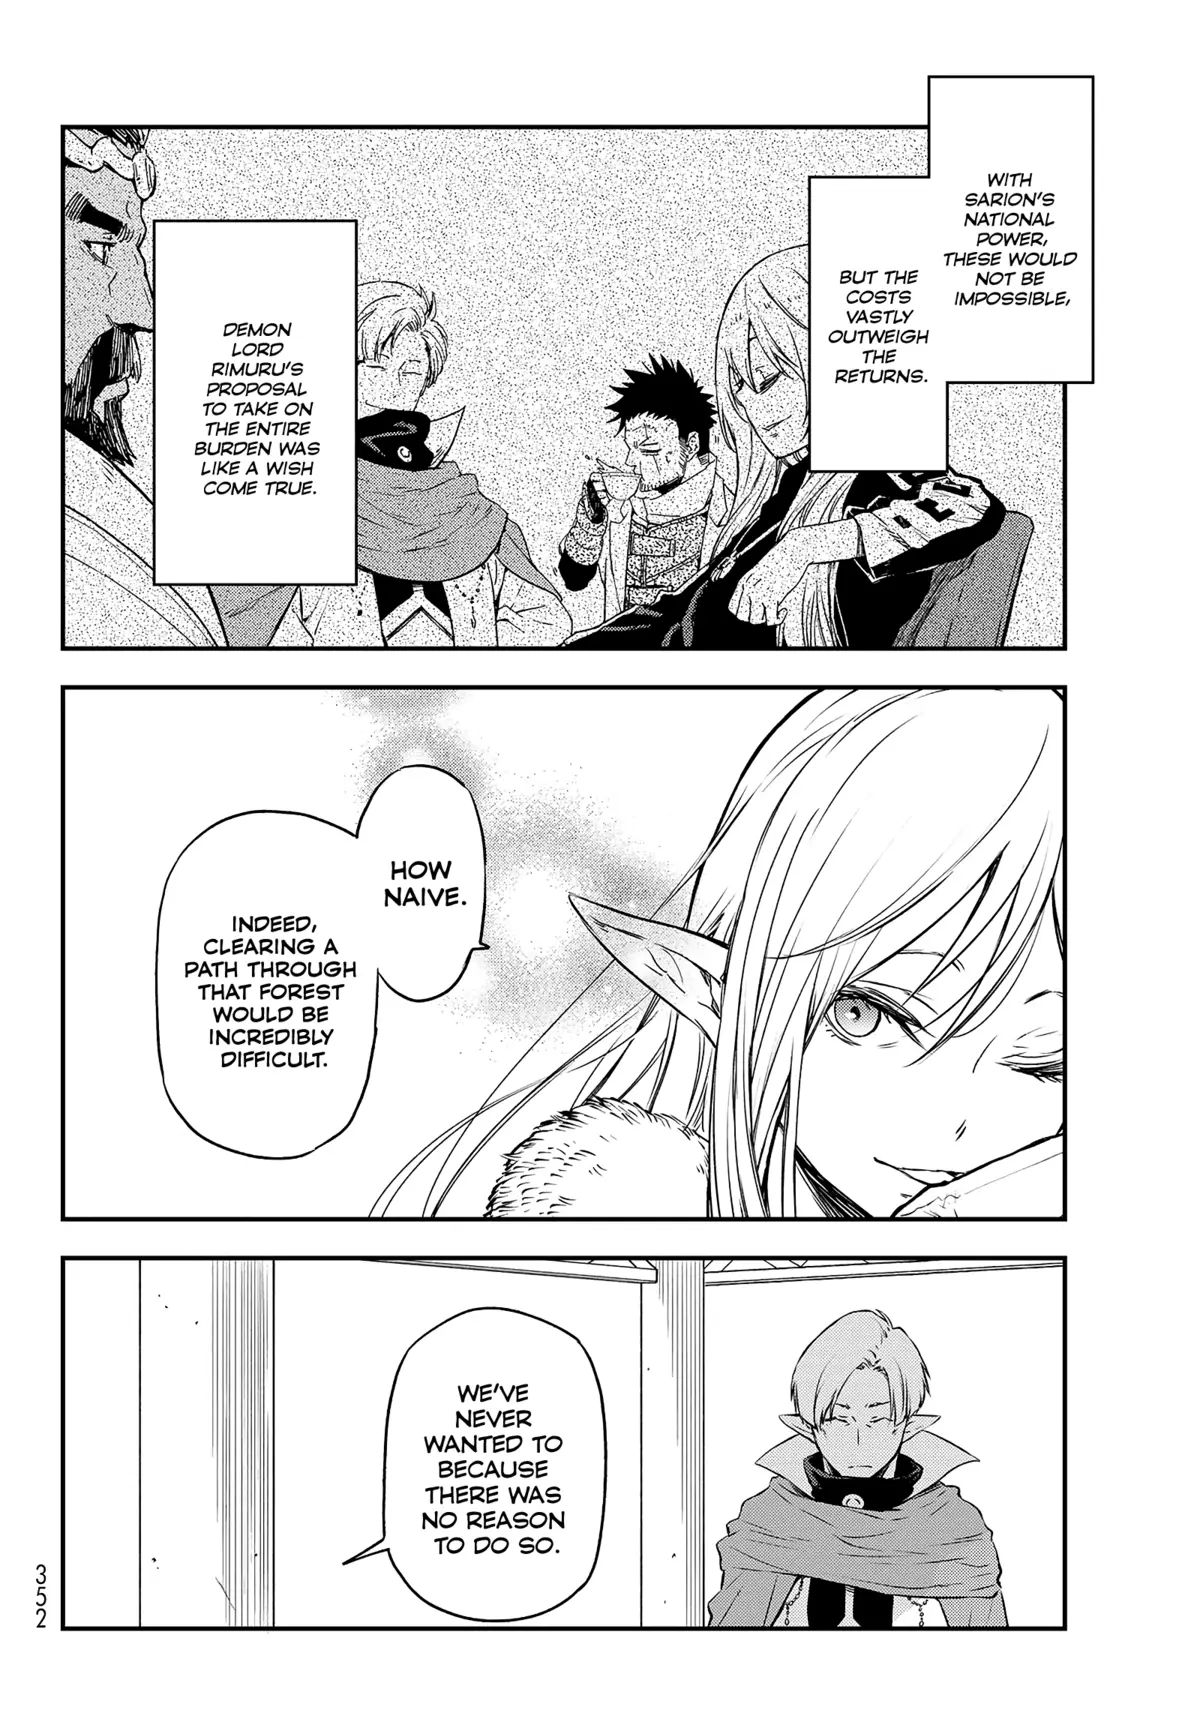 WITH
SARION'S
NATIONAL
POWER,
THESE WOULD
NOT BE
IMPOSSIBLE,
BUT THE
COSTS
VASTLY
OUTWEIGH
THE
RETURNS.
DEMON
LORD
RIMURU'S
PROPOSAL
TO TAKE ON
THE ENTIRE
BURDEN WAS
LIKE A WISH
COME TRUE.
HOW
NAIVE.
INDEED,
CLEARING A
PATH THROUGH
THAT FOREST
WOULD BE
INCREDIBLY
DIFFICULT.
WE'VE
NEVER
WANTED TO
BECAUSE
THERE WAS
NO REASON
TO DO SO.
352